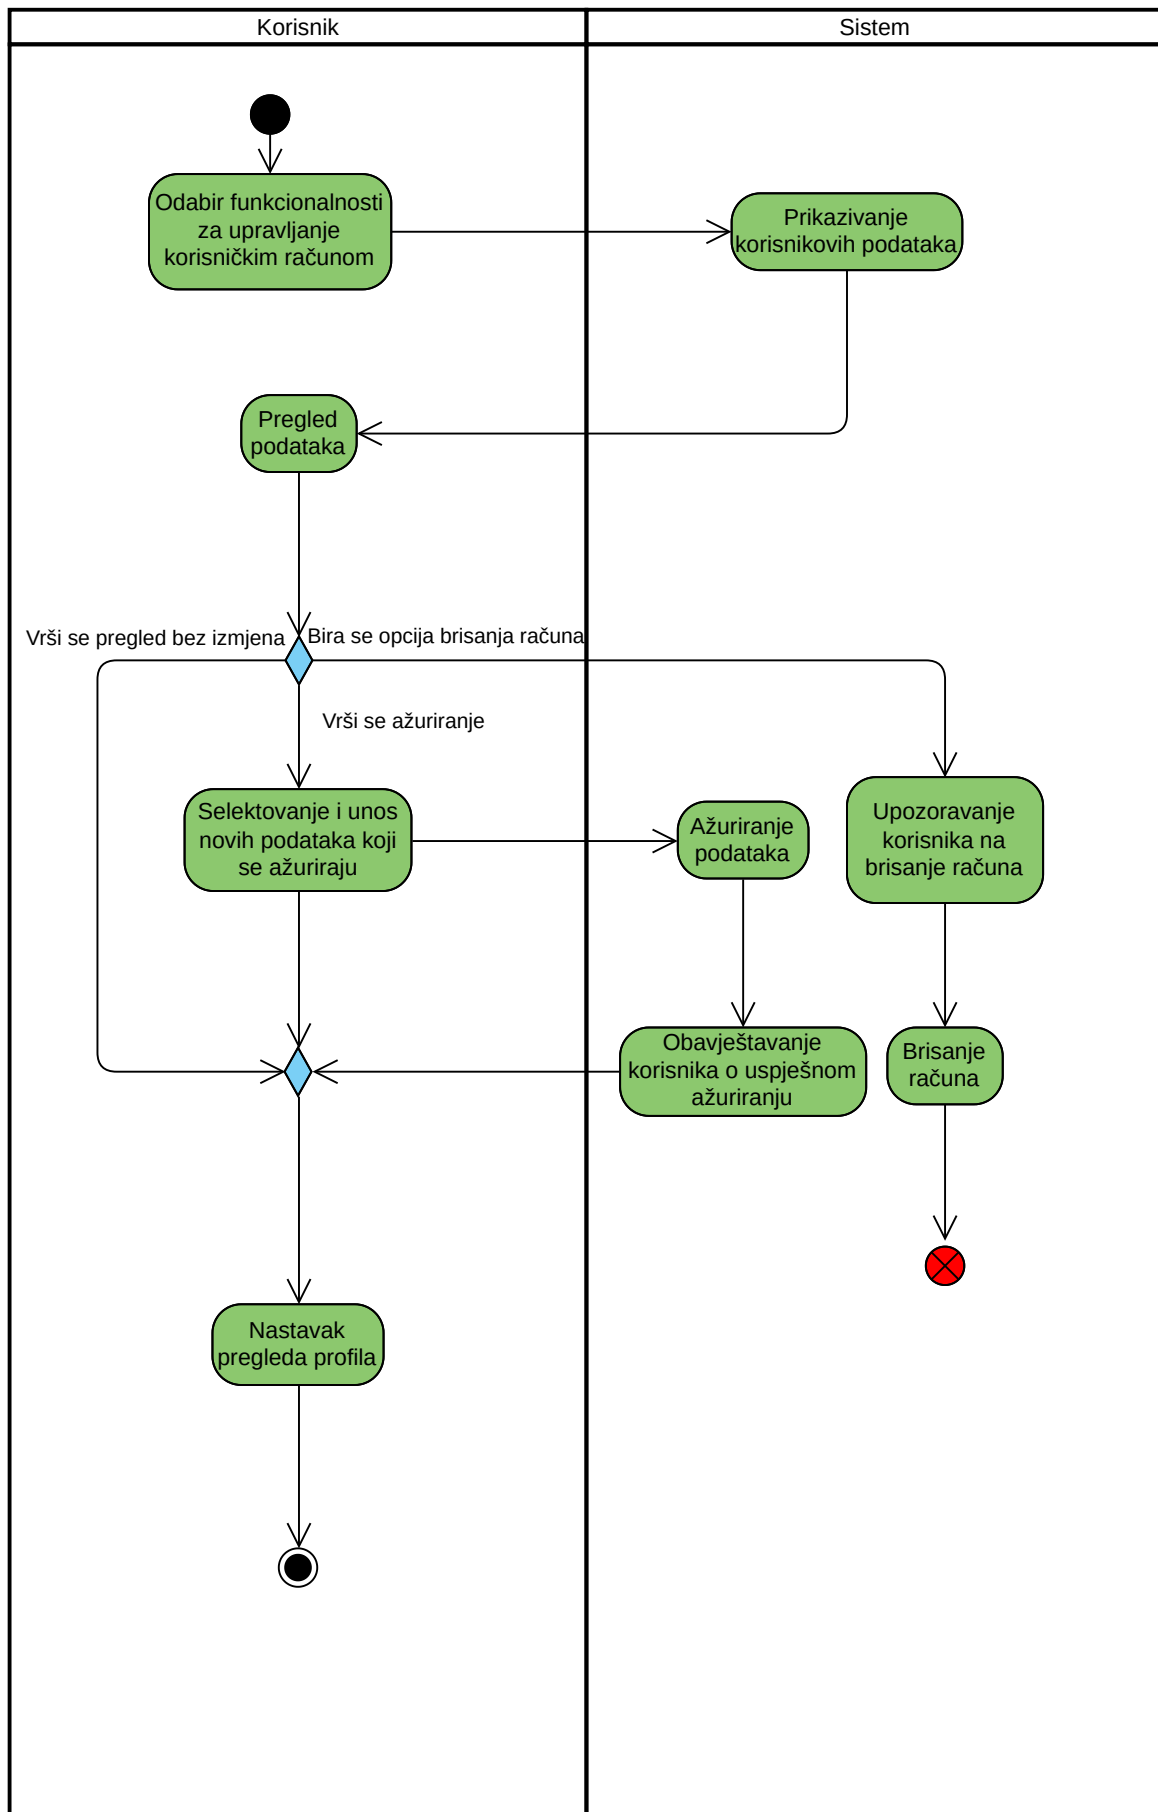 Korisnik
Sistem
Odabir funkcionalnosti
za upravljanje
korisničkim računom
Prikazivanje
korisnikovih podataka
Pregled
podataka
Vrši se pregled bez izmjena
Bira se opcija brisanja računa
Vrši se ažuriranje
Selektovanje i unos
novih podataka koji
se ažuriraju
Ažuriranje
podataka
Upozoravanje
korisnika na
brisanje računa
Obavještavanje
korisnika o uspješnom
ažuriranju
Brisanje
računa
Nastavak
pregleda profila